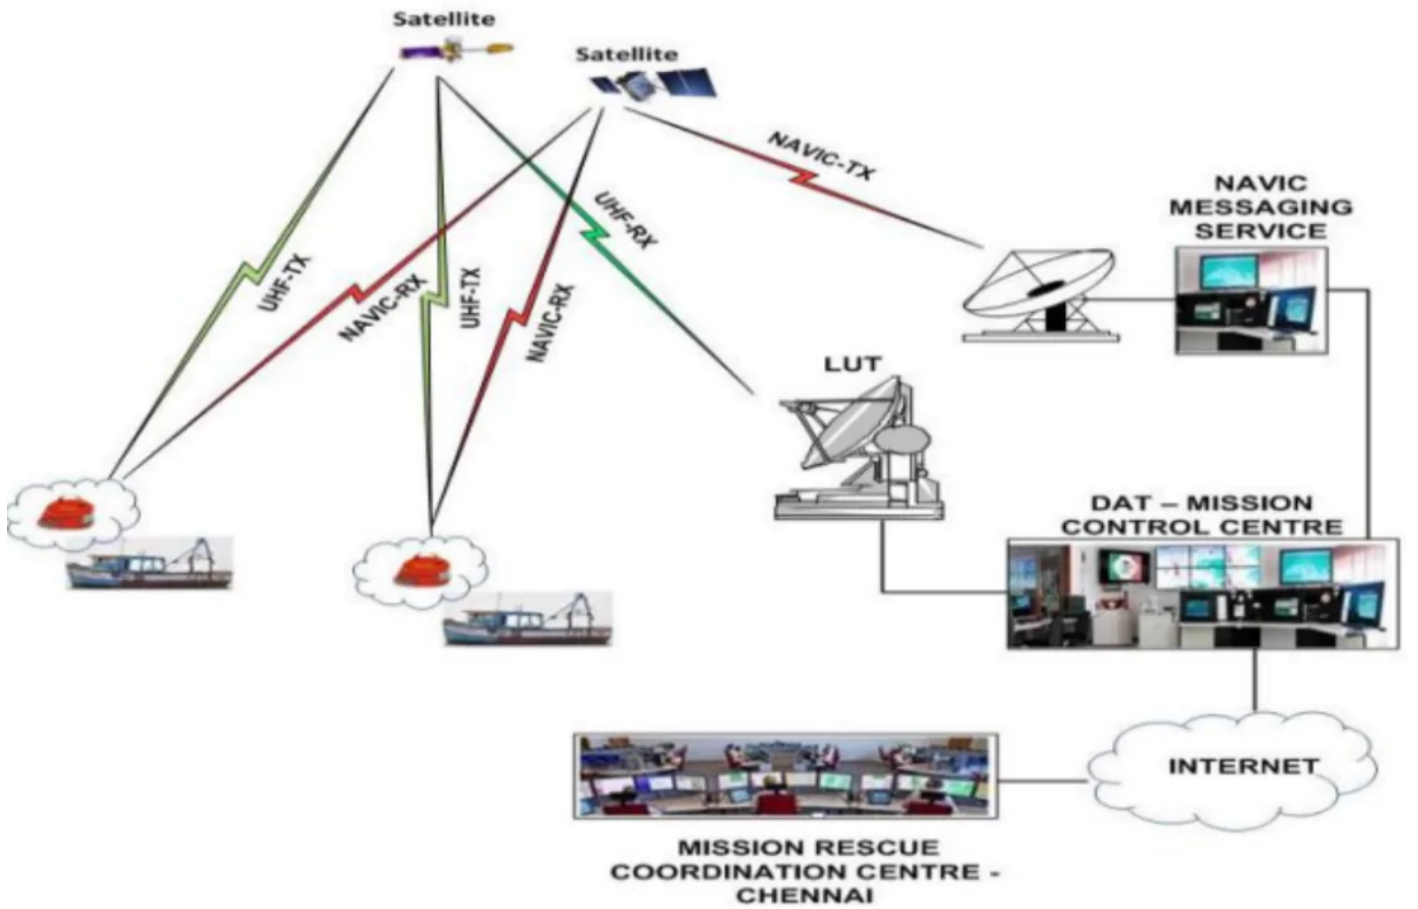 Satellite
Satellite
NAVIC-TX
NAVIC
MESSAGING
SERVICE
UHF-RX
UHF-TX
NAVIC-RX
UHF-TX
NAVIC-RX
LUT
DAT – MISSION
CONTROL CENTRE
INTERNET
MISSION RESCUE
COORDINATION CENTRE -
CHENNAI